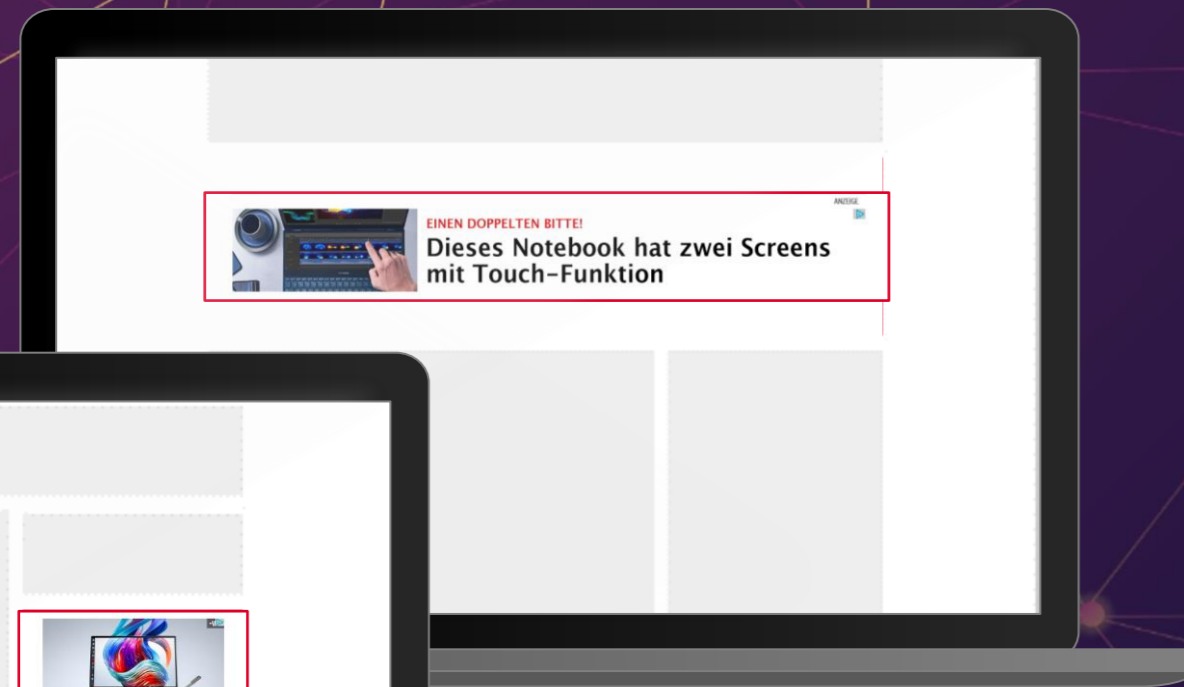 ANZEIGE
EINEN DOPPELTEN BITTE!
Dieses Notebook hat zwei Screens
mit Touch-Funktion